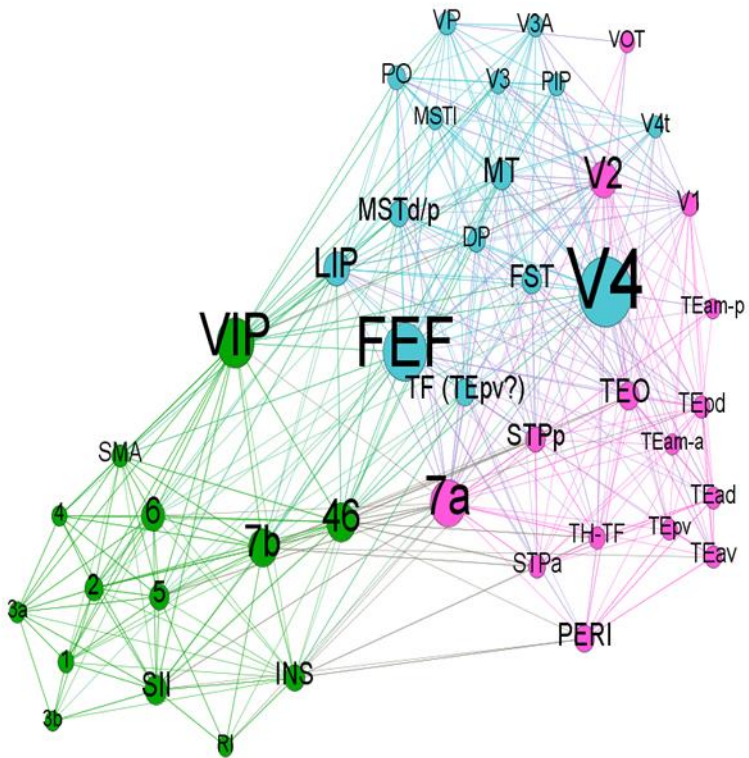 VP
V3A
VOT
PO
V3
PIP
MSTl
V4t
MT
V2
V1
MSTd/p
DP
LIP
FST
V4
TEam-p
VIP
FEF
TF (TEpv?)
TEO
TEpd
STPp
TEam-a
SMA
7a
TEad
4
6
46
7b
TH-TF
TEpv
TEav
STPa
2
5
3a
PERI
1
SII
INS
3b
RI